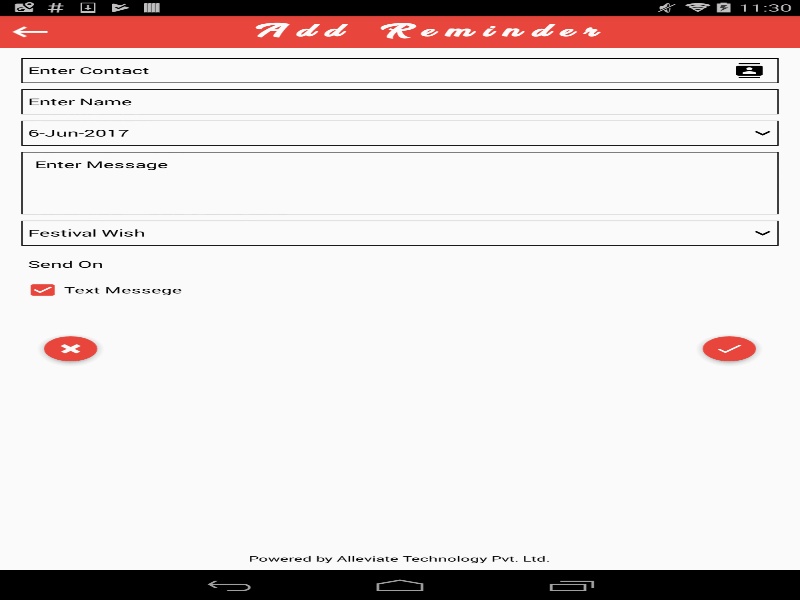 11:30
Add Reminder
Enter Contact
Enter Name
6-Jun-2017
Enter Message
Festival Wish
Send On
Text Messege
Powered by Alleviate Technology Pvt. Ltd.